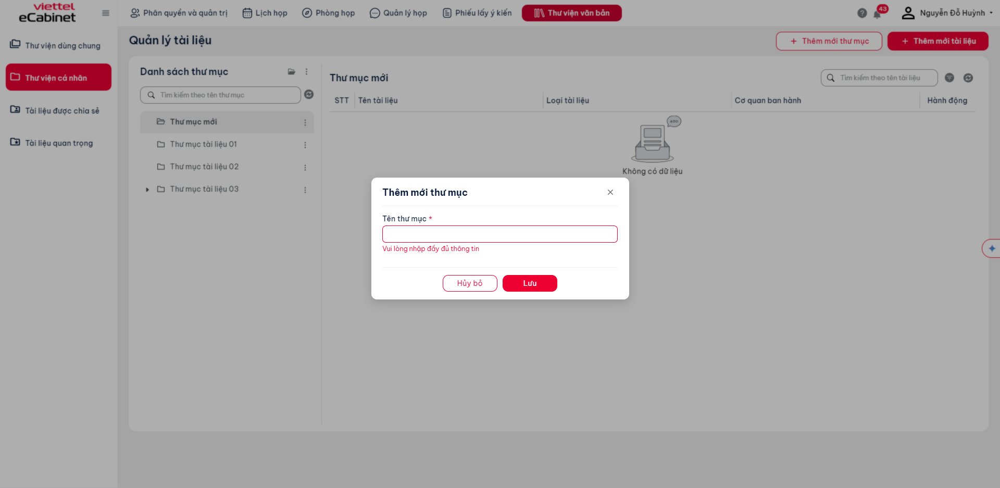 viettel
eCabinet
Phân quyền và quản trị
Lịch họp
Phòng họp
Quản lý họp
Phiếu lấy ý kiến
Thư viện văn bản
43
Nguyễn Đỗ Huỳnh
Thư viện dùng chung
Thư viện cá nhân
Tài liệu được chia sẻ
Tài liệu quan trọng
Quản lý tài liệu
+ Thêm mới thư mục
+ Thêm mới tài liệu
Danh sách thư mục
Tìm kiếm theo tên thư mục
Thư mục mới
Thư mục tài liệu 01
Thư mục tài liệu 02
Thư mục tài liệu 03
Thư mục mới
Tìm kiếm theo tên tài liệu
STT
Tên tài liệu
Loại tài liệu
Cơ quan ban hành
Hành động
Không có dữ liệu
Thêm mới thư mục
Tên thư mục *
Vui lòng nhập đầy đủ thông tin
Hủy bỏ
Lưu